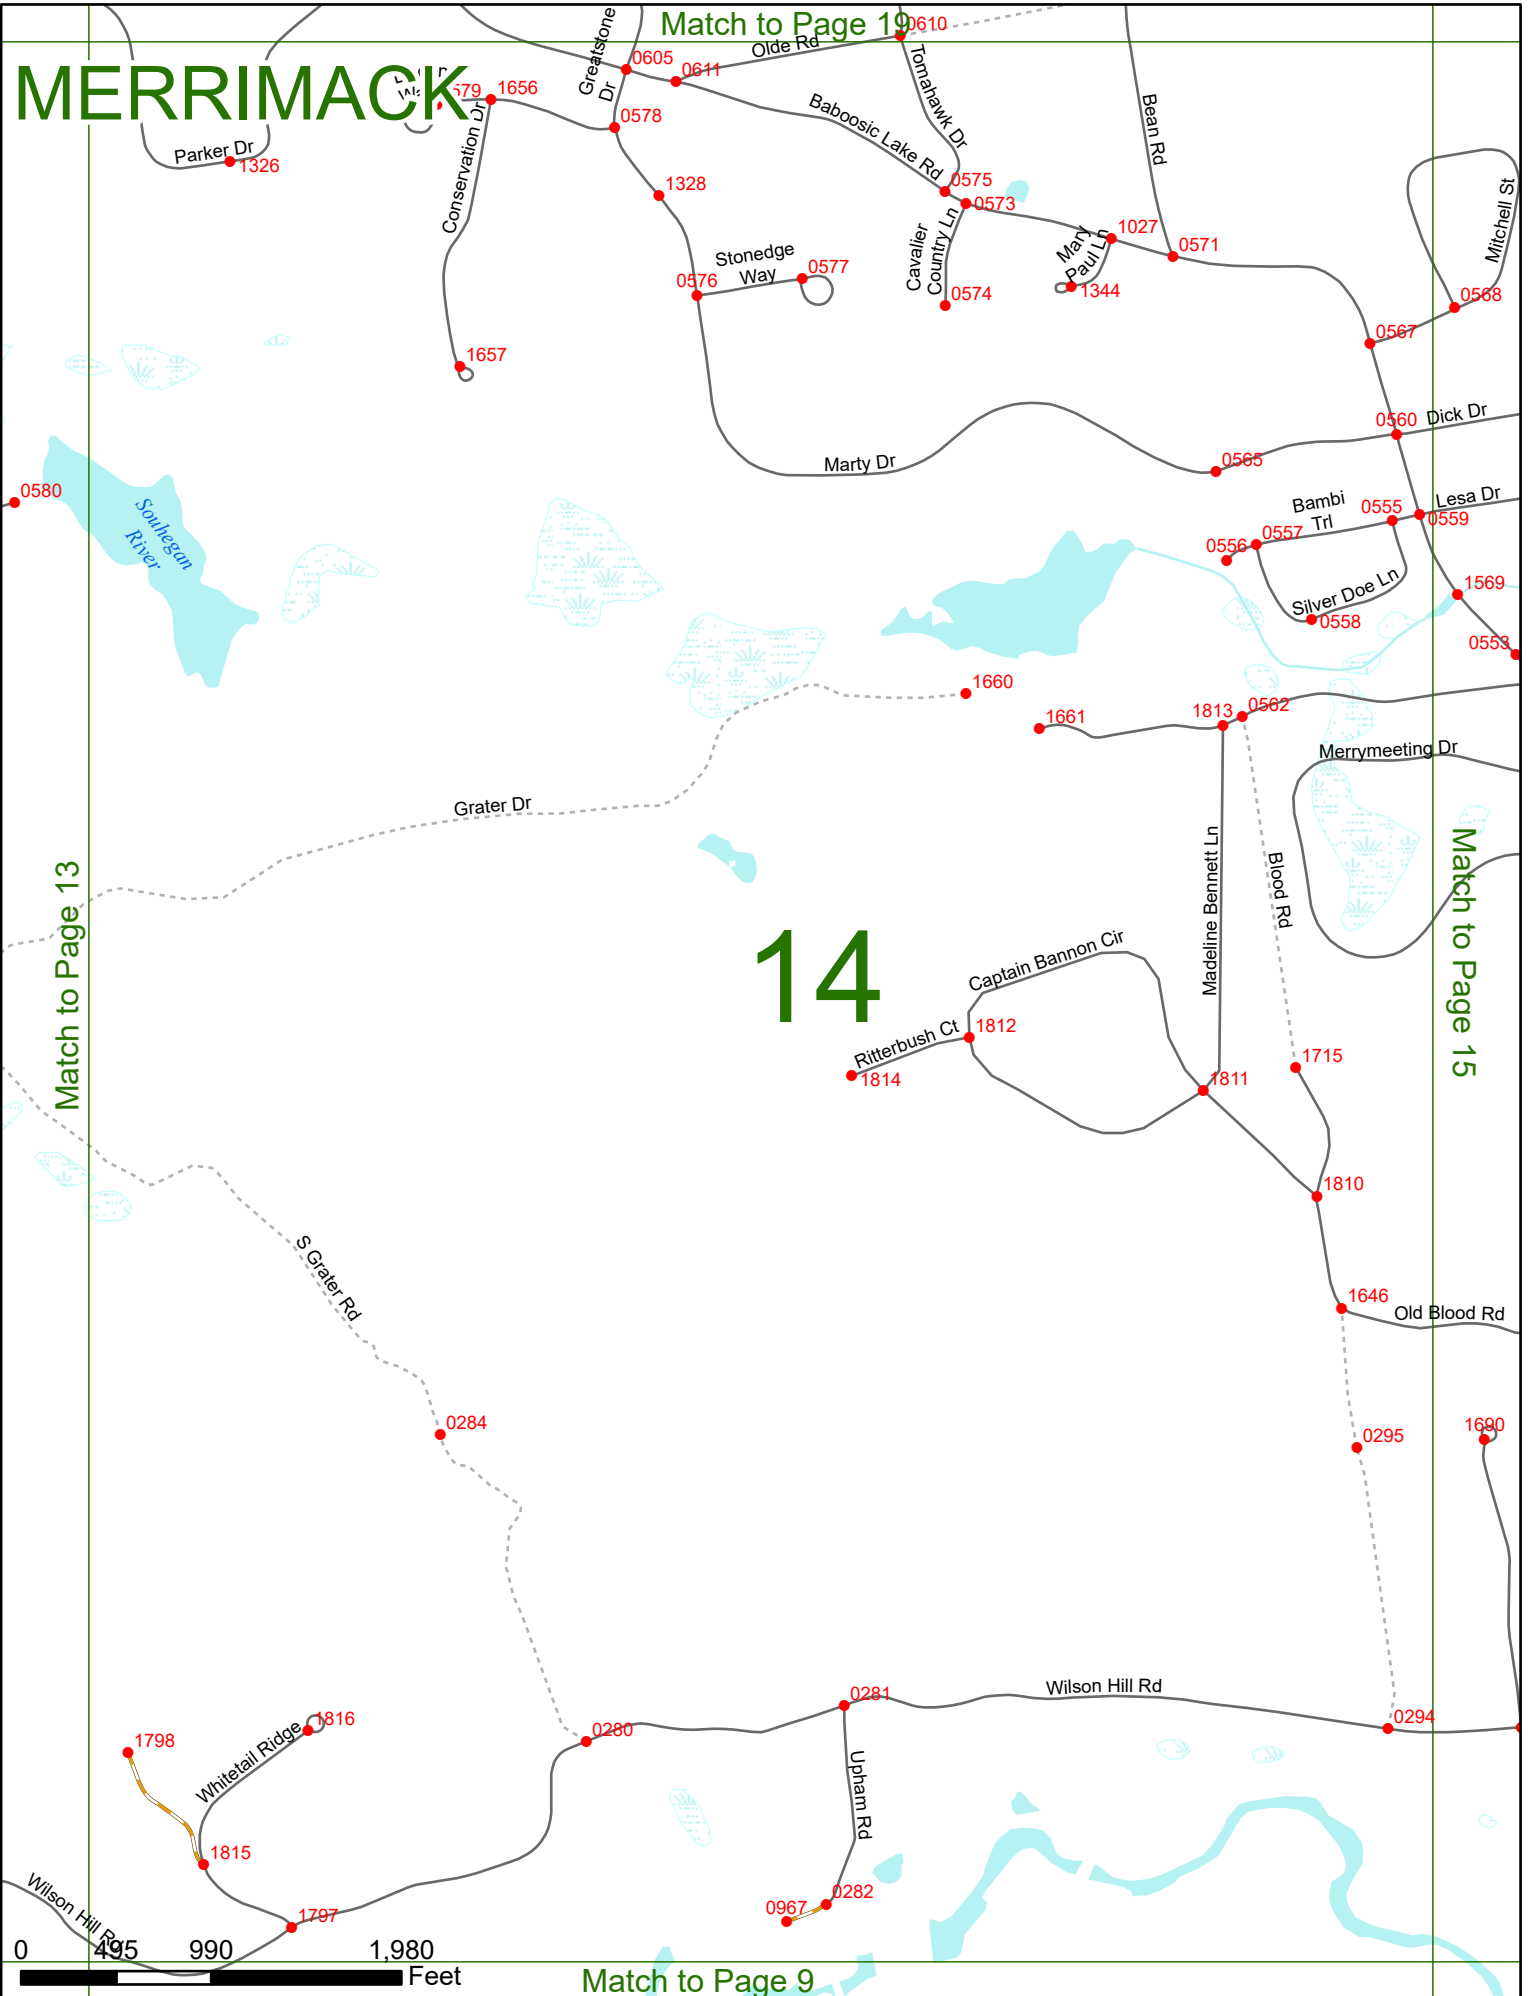 Match to Page 19
0610
MERRIMACK
Greatstone
Dr
0605
0611
Olde Rd
Tomahawk Dr
Bean Rd
1656
0578
Baboosic Lake Rd
Parker Dr
1326
Conservation Dr
1328
0575
0573
Mitchell St
Cavalier
Country Ln
Mary
Paul Ln
1027
0571
Stonedge
Way
0577
0576
0574
1344
0568
0567
1657
0560
Dick Dr
Marty Dr
0565
0580
Souhegan
River
Bambi
Trl
0555
Lesa Dr
0559
0557
0556
Silver Doe Ln
1569
0558
0553
1660
1661
1813
0562
Merrymeeting Dr
Grater Dr
Madeline Bennett Ln
Blood Rd
Match to Page 13
Match to Page 15
14
Captain Bannon Cir
Ritterbush Ct
1812
1814
1811
1715
1810
S Grater Rd
1646
Old Blood Rd
0284
0295
1690
Wilson Hill Rd
0281
0294
0280
1816
1798
Whitetail Ridge
Upham Rd
1815
Wilson Hill Rd
0282
0967
1797
0
495
990
1,980
Feet
Match to Page 9